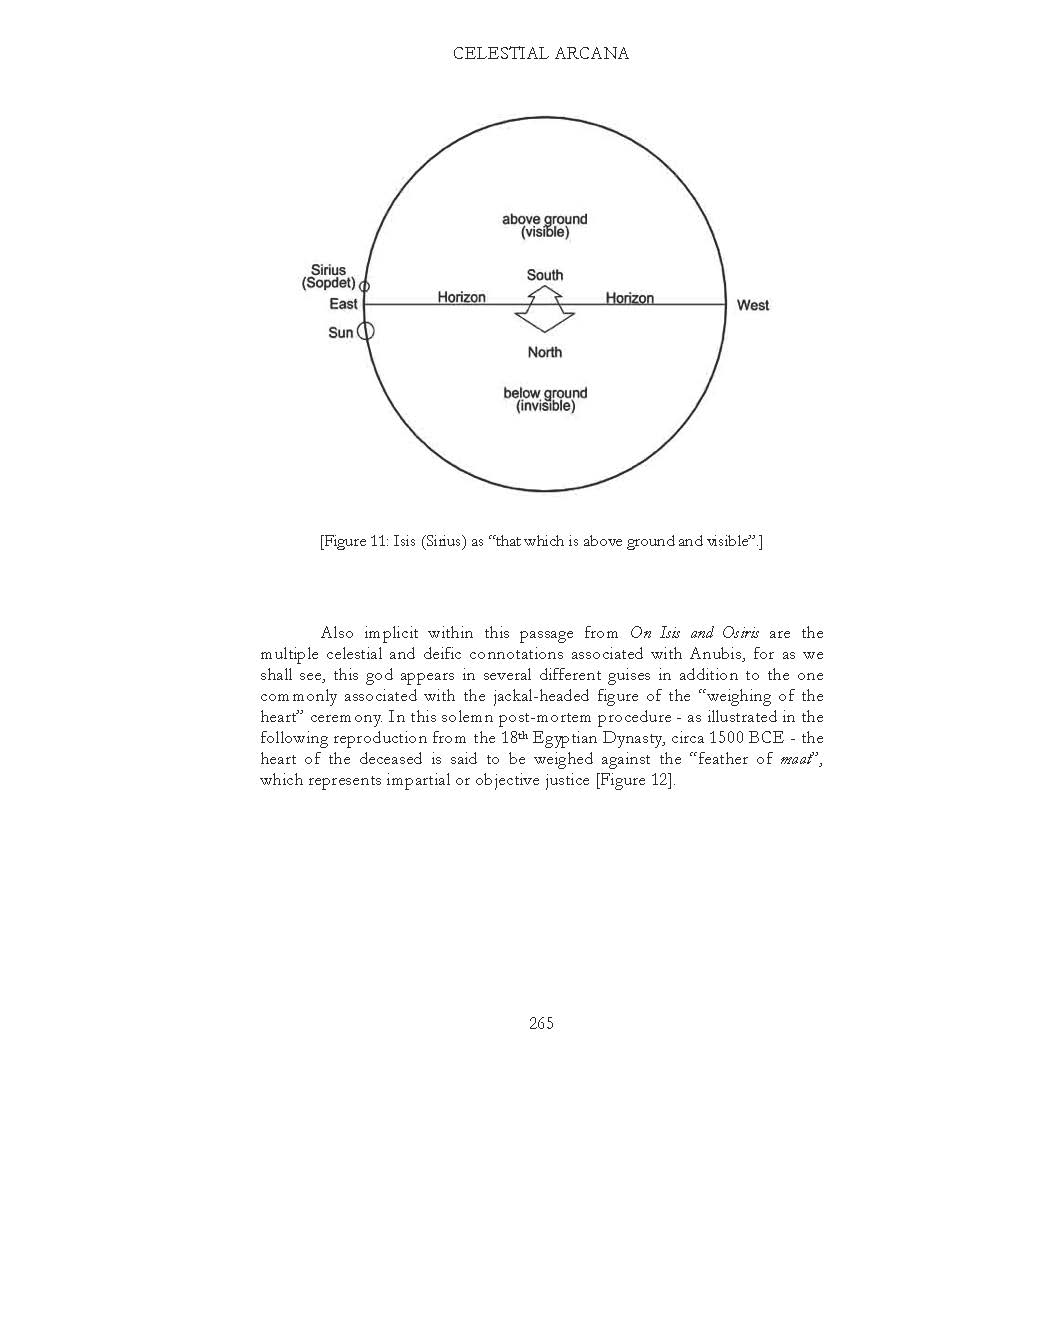 CELESTIAL ARCANA
above ground
(visible)
Sirius
(Sopdet)
South
East
Horizon
Horizon
West
Sun
North
below ground
(invisible)
[Figure 11: Isis (Sirius) as “that which is above ground and visible”.]
Also implicit within this passage from On Isis and Osiris are the
multiple celestial and deific connotations associated with Anubis, for as we
shall see, this god appears in several different guises in addition to the one
commonly associated with the jackal-headed figure of the “weighing of the
heart” ceremony. In this solemn post-mortem procedure - as illustrated in the
following reproduction from the 18th Egyptian Dynasty, circa 1500 BCE - the
heart of the deceased is said to be weighed against the “feather of maat”,
which represents impartial or objective justice [Figure 12].
265